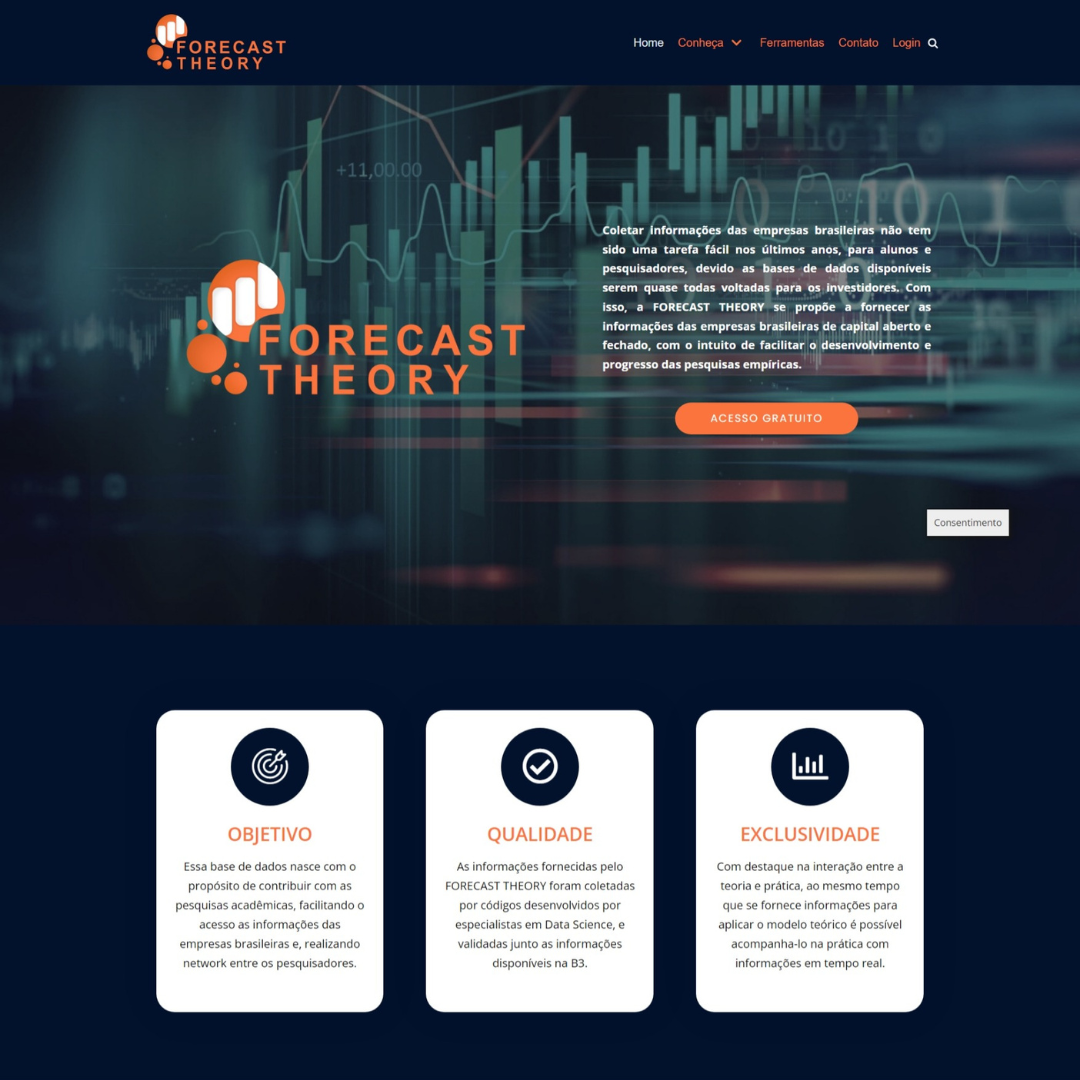 FORECAST
THEORY
Home Conheça Ferramentas Contato Login
+11,00.00
Coletar informações das empresas brasileiras não tem
sido uma tarefa fácil nos últimos anos, para alunos e
pesquisadores, devido as bases de dados disponíveis
serem quase todas voltadas para os investidores. Com
isso, a FORECAST THEORY se propõe a fornecer as
informações das empresas brasileiras de capital aberto e
fechado, com o intuito de facilitar o desenvolvimento e
progresso das pesquisas empíricas.
FORECAST
THEORY
ACESSO GRATUITO
Consentimento
OBJETIVO
Essa base de dados nasce com o
propósito de contribuir com as
pesquisas acadêmicas, facilitando o
acesso as informações das
empresas brasileiras e, realizando
network entre os pesquisadores.
QUALIDADE
As informações fornecidas pelo
FORECAST THEORY foram coletadas
por códigos desenvolvidos por
especialistas em Data Science, e
validadas junto as informações
disponíveis na B3.
EXCLUSIVIDADE
Com destaque na interação entre a
teoria e prática, ao mesmo tempo
que se fornece informações para
aplicar o modelo teórico é possível
acompanha-lo na prática com
informações em tempo real.